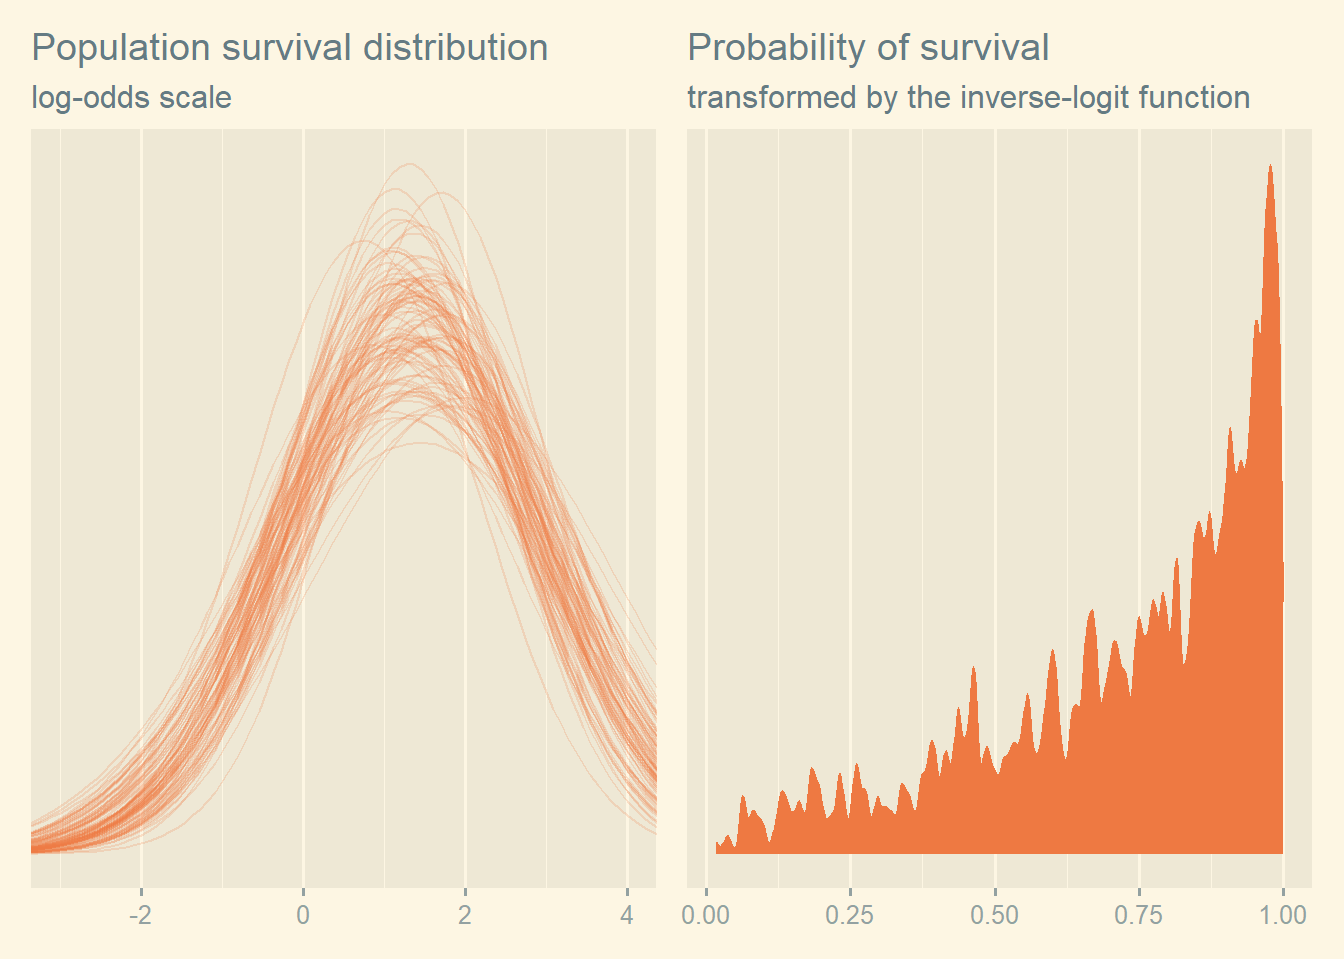 Population survival distribution
log-odds scale
-2 0 2 4
Probability of survival
transformed by the inverse-logit function
0.00 0.25 0.50 0.75 1.00